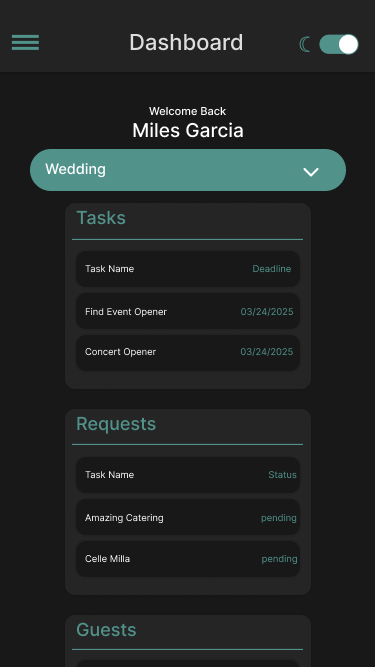 Dashboard
Welcome Back
Miles Garcia
Wedding
Tasks
Task Name Deadline
Find Event Opener 03/24/2025
Concert Opener 03/24/2025
Requests
Task Name Status
Amazing Catering pending
Celle Milla pending
Guests